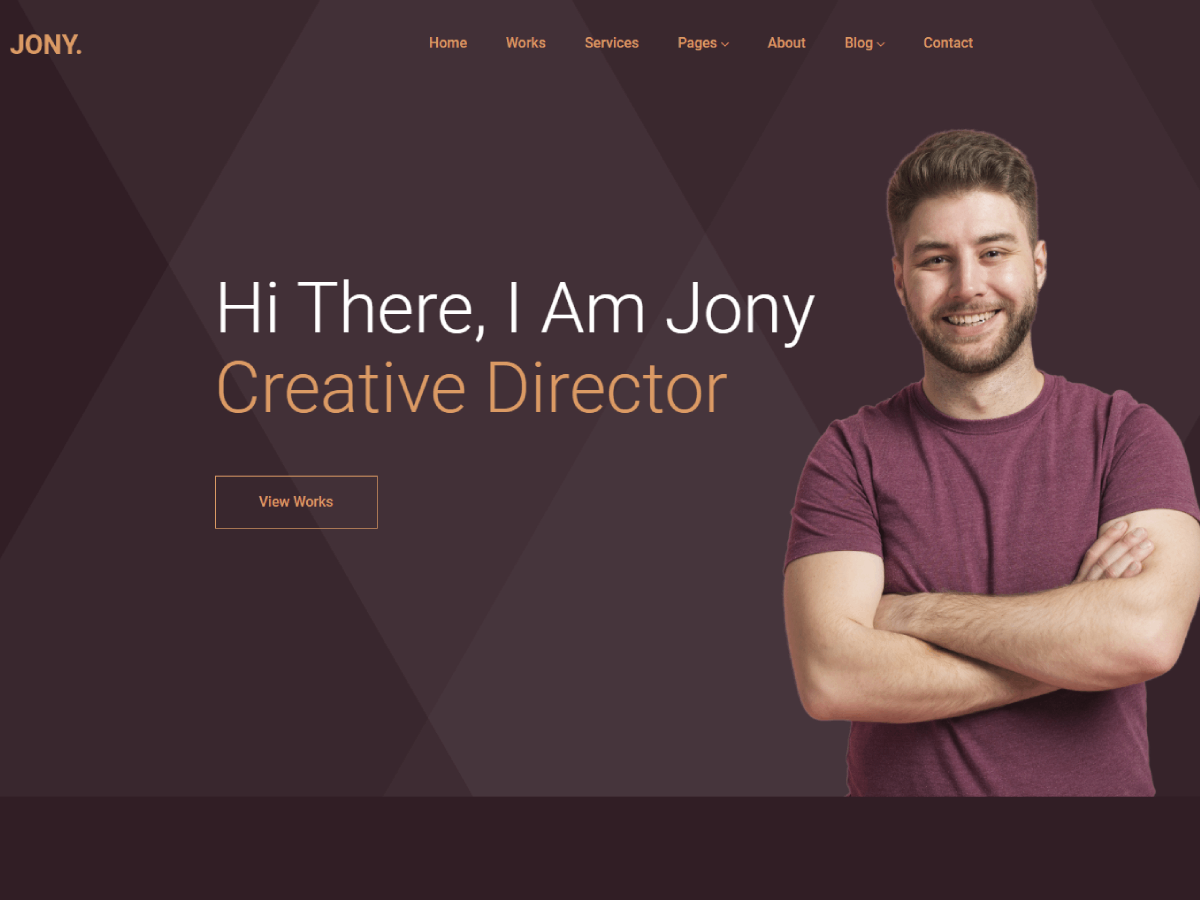 JONY.
Home Works Services Pages About Blog Contact
Hi There, I Am Jony
Creative Director
View Works